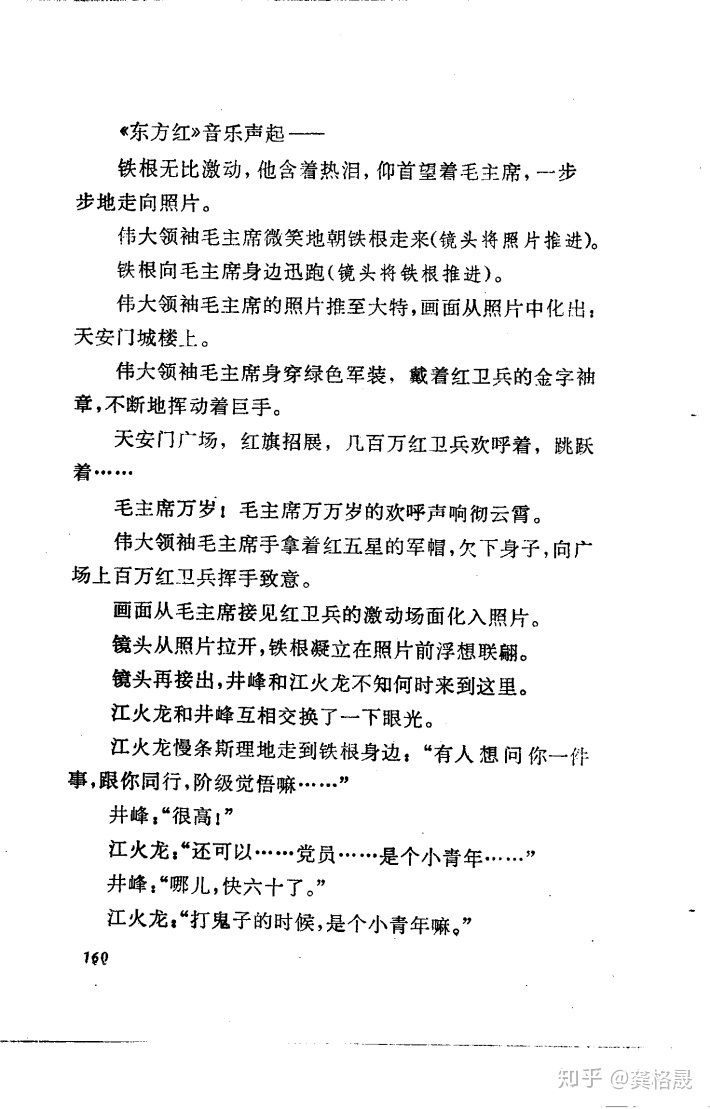 《东方红》音乐声起——
铁根无比激动，他含着热泪，仰首望着毛主席，一步
步地走向照片。
伟大领袖毛主席微笑地朝铁根走来(镜头将照片推进)。
铁根向毛主席身边迅跑(镜头将铁根推进)。
伟大领袖毛主席的照片推至大特，画面从照片中化出：
天安门城楼上。
伟大领袖毛主席身穿绿色军装，戴着红卫兵的金字袖
章，不断地挥动着巨手。
天安门广场，红旗招展，几百万红卫兵欢呼着，跳跃
着……
毛主席万岁！毛主席万万岁的欢呼声响彻云霄。
伟大领袖毛主席手拿着红五星的军帽，欠下身子，向广
场上百万红卫兵挥手致意。
画面从毛主席接见红卫兵的激动场面化入照片。
镜头从照片拉开，铁根凝立在照片前浮想联翩。
镜头再接出，井峰和江火龙不知何时来到这里。
江火龙和井峰互相交换了一下眼光。
江火龙慢条斯理地走到铁根身边：“有人想问你一件
事，跟你同行，阶级觉悟嘛……”
井峰：“很高！”
江火龙：“还可以……党员……是个小青年……”
井峰：“哪儿，快六十了。”
江火龙：“打鬼子的时候，是个小青年嘛。”
160
知乎 @龚格晟